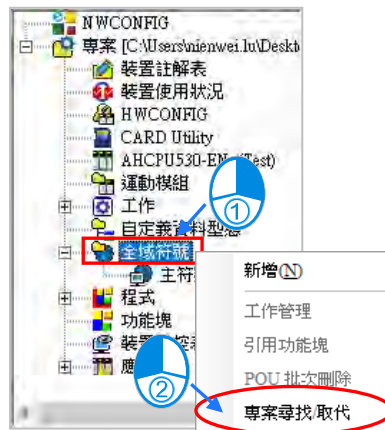 NWCONFIG
專案 [C:\Users\nienwei.lu\Deskt
裝置註解表
裝置使用狀況
HWCONFIG
CARD Utility
AHCPU530-EN (Test)
運動模組
工作
自定義資料型態
①
全域符號
主符
新增(N)
程式
工作管理
功能塊
引用功能塊
裝置
POU 批次刪除
②
專案尋找/取代